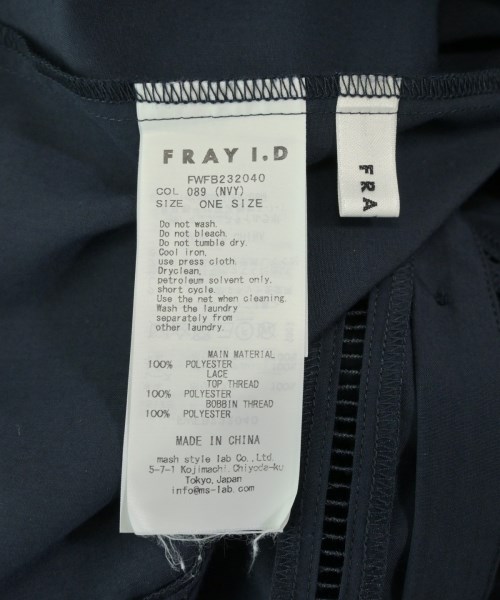 FRAY I.D
FWFB232040
COL 089 (NVY)
SIZE ONE SIZE
Do not wash.
Do not bleach.
Do not tumble dry.
Cool iron.
use press cloth.
Dryclean.
petroleum solvent only.
short cycle.
Use the net when cleaning.
Wash the laundry
separately from
other laundry.
MAIN MATERIAL
100% POLYESTER
LACE
TOP THREAD
100% POLYESTER
BOBBIN THREAD
100% POLYESTER
MADE IN CHINA
mash style lab Co., Ltd.
5-7-1 Kojimachi, Chiyoda-ku
Tokyo, Japan
info@ms-lab.com
FRA